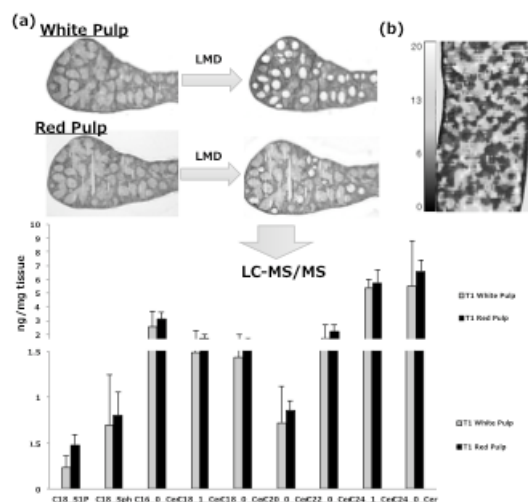 (a)
White Pulp
LMD
Red Pulp
LMD
LC-MS/MS
(b)
20
13
6
0
ng/mg tissue
10
9
8
7
6
5
4
3
2
1.5
1
0.5
0
T1 White Pulp
T1 Red Pulp
T1 White Pulp
T1 Red Pulp
C18_S1P C18_Sph C16_0_Cer C18_1_Cer C18_0_Cer C20_0_Cer C22_0_Cer C24_1_Cer C24_0_Cer